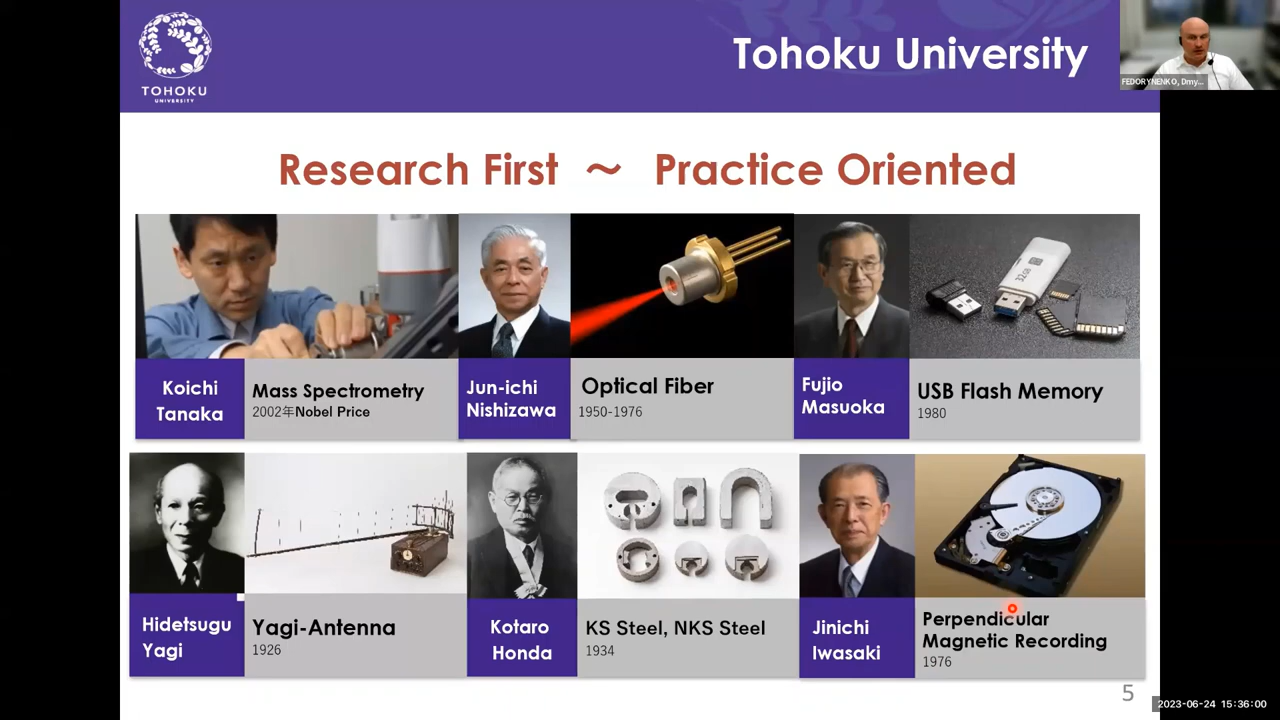 TOHOKU
UNIVERSITY
Tohoku University
FEDORYNENKO, Dmy...
Research First ～ Practice Oriented
Koichi
Tanaka
Mass Spectrometry
2002年Nobel Price
Jun-ichi
Nishizawa
Optical Fiber
1950-1976
Fujio
Masuoka
USB Flash Memory
1980
Hidetsugu
Yagi
Yagi-Antenna
1926
Kotaro
Honda
KS Steel, NKS Steel
1934
Jinichi
Iwasaki
Perpendicular
Magnetic Recording
1976
5
2023-06-24 15:36:00